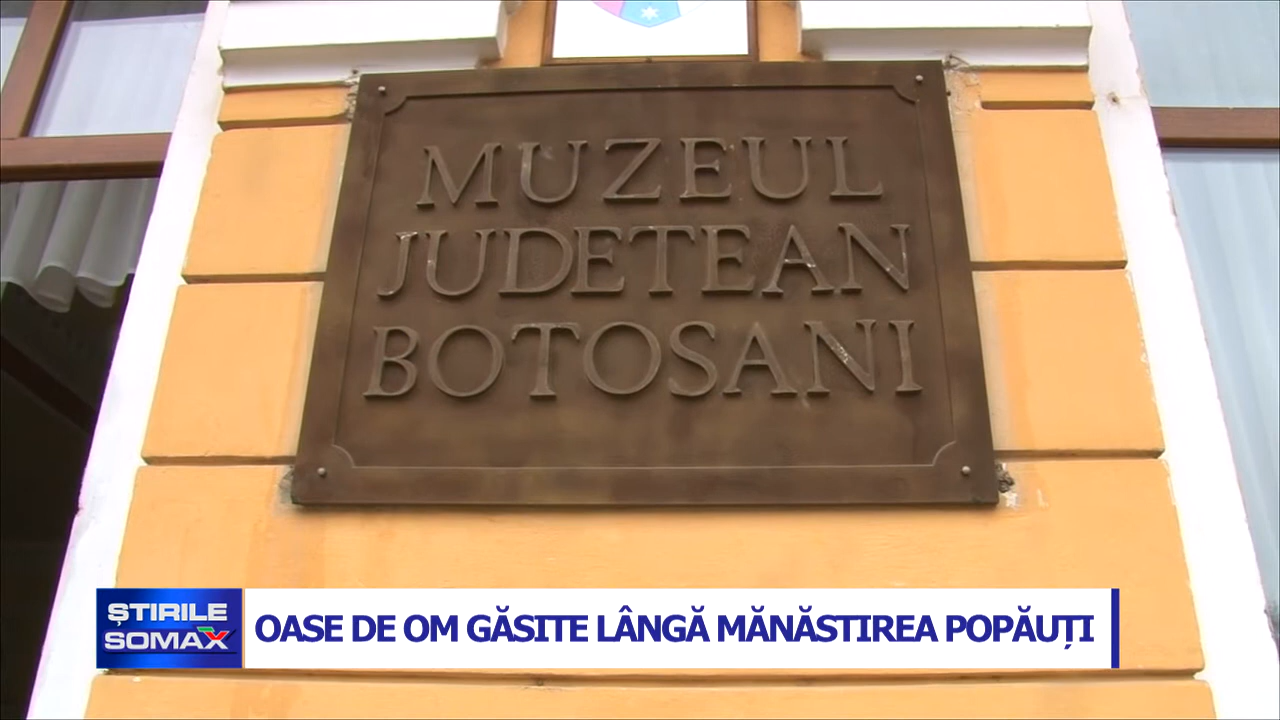 MUZEUL
JUDETEAN
BOTOSANI
ȘTIRILE
SOMAX
OASE DE OM GĂSITE LÂNGĂ MĂNĂSTIREA POPĂUȚI